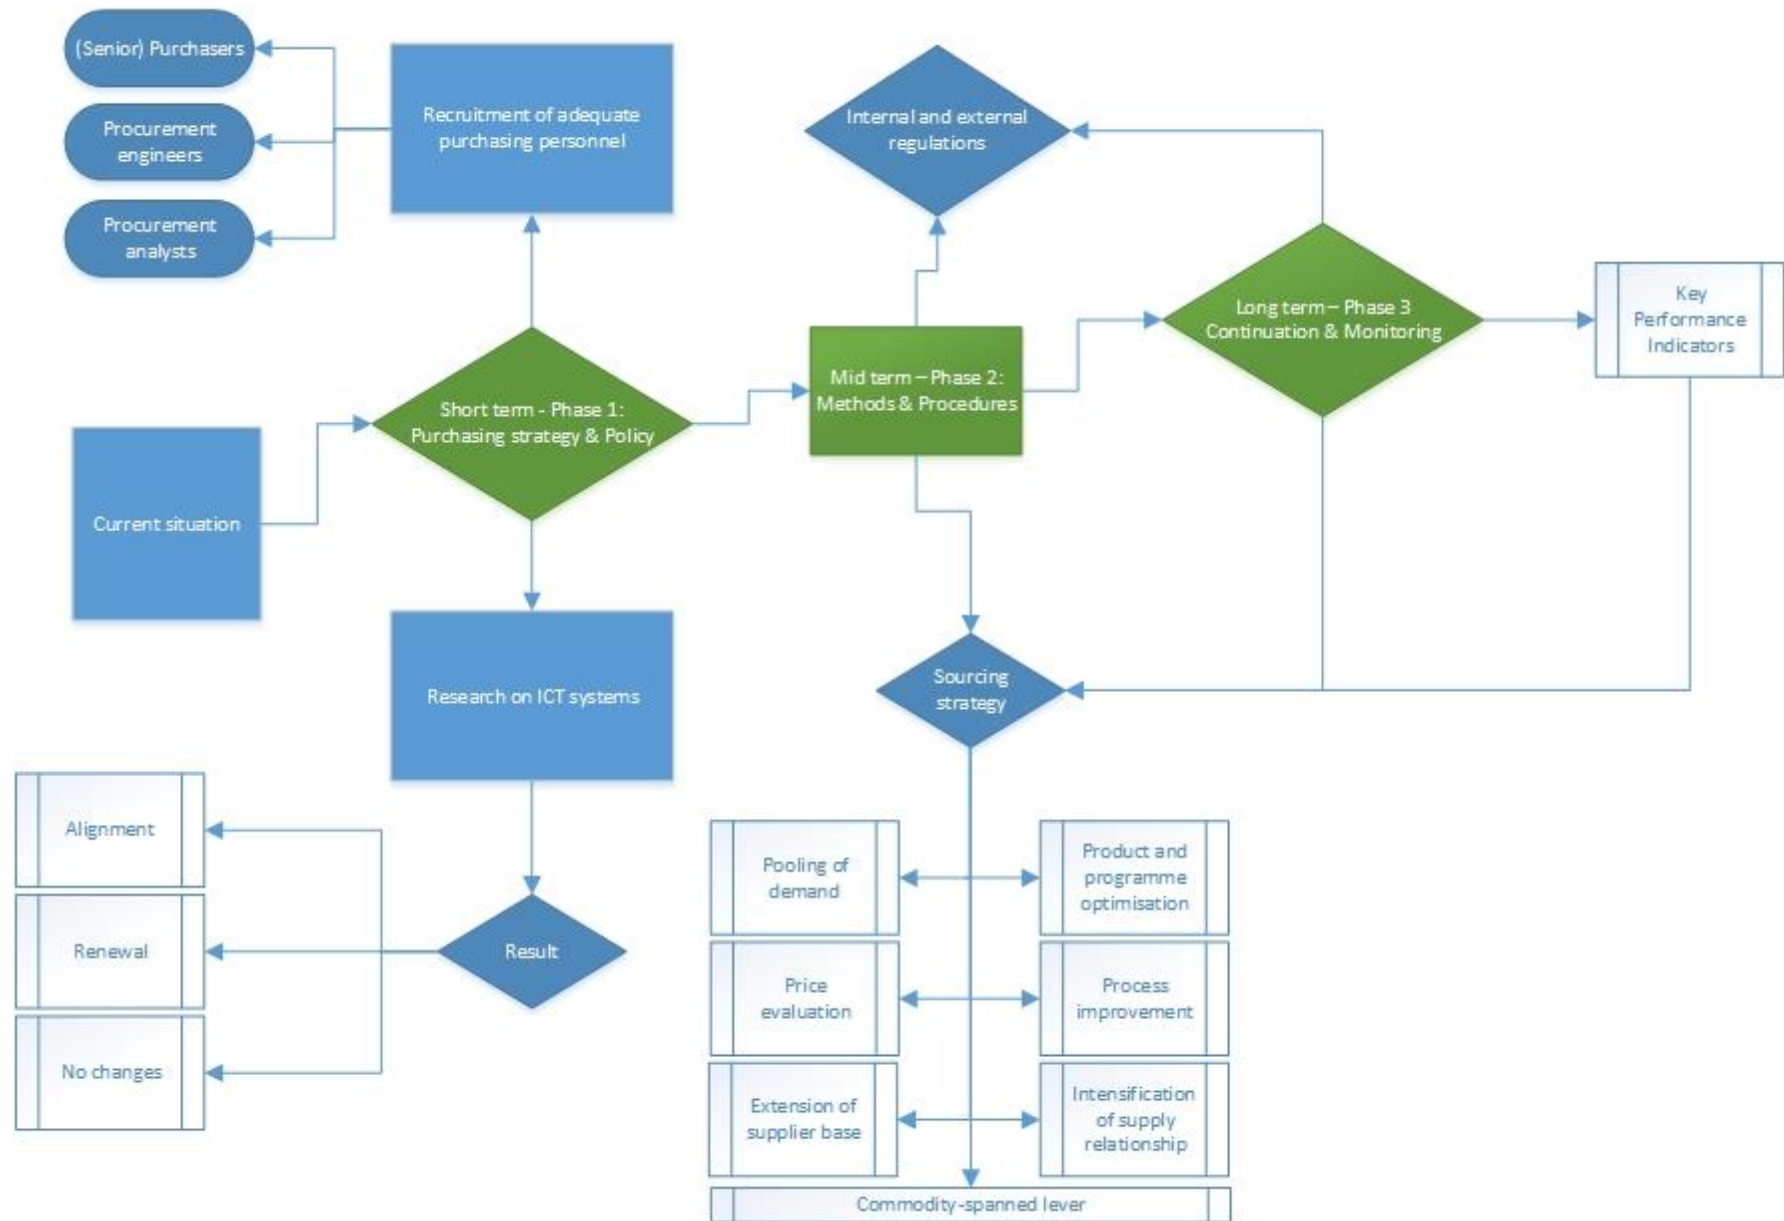 (Senior) Purchasers
Procurement
engineers
Procurement
analysts
Recruitment of adequate
purchasing personnel
Internal and external
regulations
Long term – Phase 3
Continuation & Monitoring
Key
Performance
Indicators
Mid term – Phase 2:
Methods & Procedures
Short term - Phase 1:
Purchasing strategy & Policy
Current situation
Research on ICT systems
Sourcing
strategy
Alignment
Renewal
No changes
Result
Pooling of
demand
Product and
programme
optimisation
Price
evaluation
Process
improvement
Extension of
supplier base
Intensification
of supply
relationship
Commodity-spanned lever